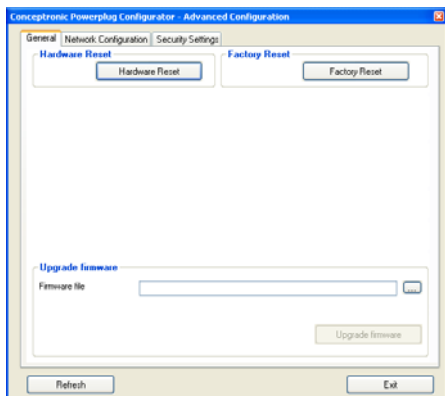 Conceptronic Powerplug Configurator - Advanced Configuration
General Network Configuration Security Settings
Hardware Reset Factory Reset
Hardware Reset Factory Reset
Upgrade firmware
Firmware file ...
Upgrade firmware
Refresh Exit